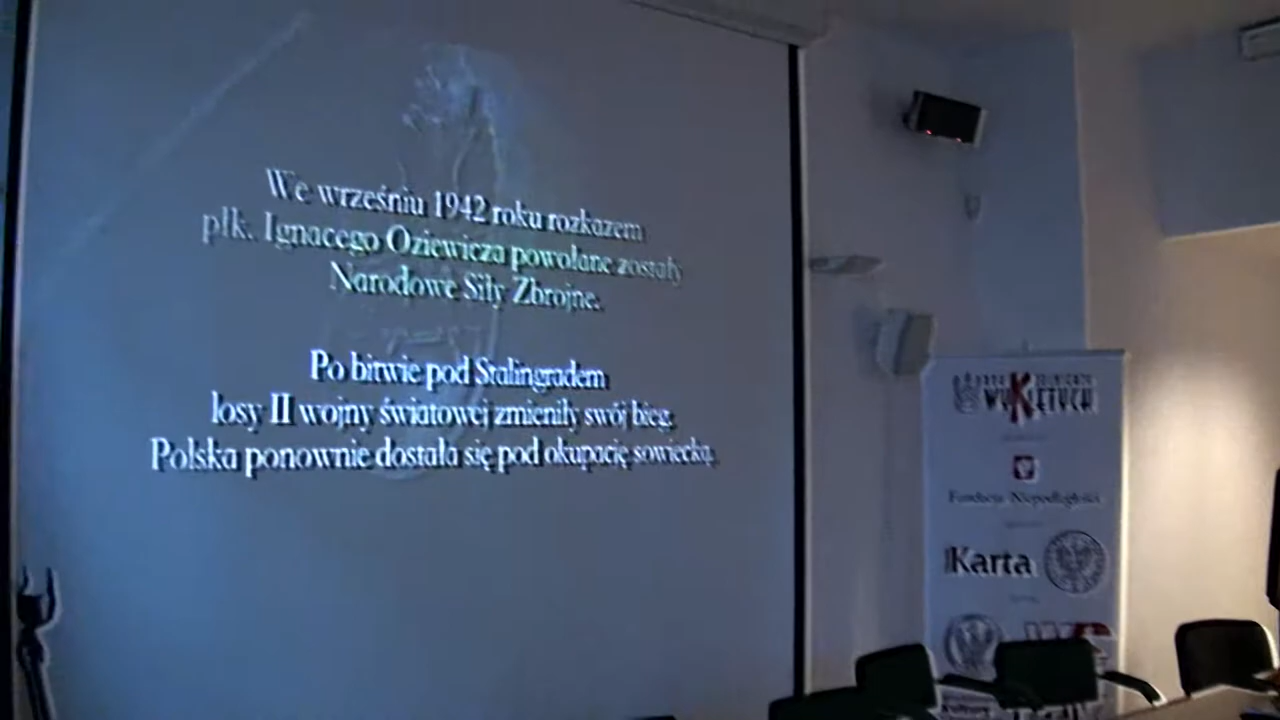 We wrześniu 1942 roku rozkazem
płk. Ignacego Oziewicza powołane zostały
Narodowe Siły Zbrojne.
Po bitwie pod Stalingradem
losy II wojny światowej zmieniły swój bieg.
Polska ponownie dostała się pod okupację sowiecką.
WYKLĘTYCH
Fundacja Niepodległości
Karta